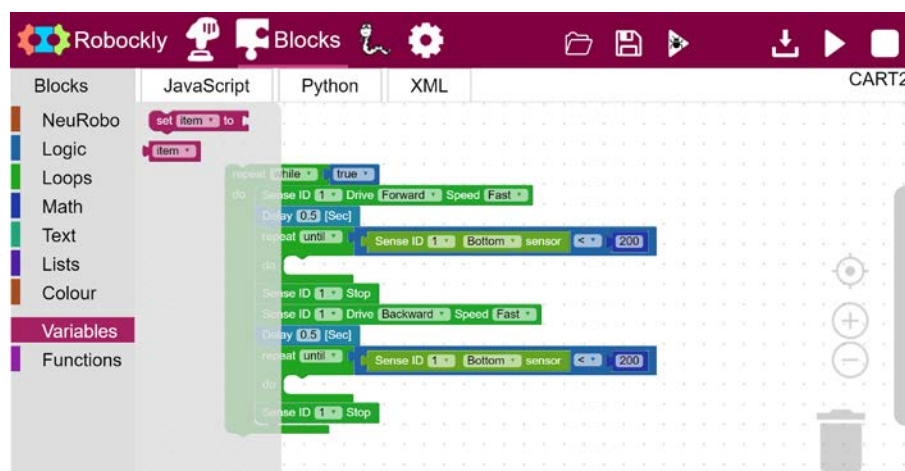 Robockly Blocks
Blocks JavaScript Python XML CART2
NeuRobo
Logic
Loops
Math
Text
Lists
Colour
Variables
Functions
set item to
item
repeat while true
do Sense ID 1 Drive Forward Speed Fast
Delay 0.5 [Sec]
repeat until Sense ID 1 Bottom sensor < 200
do
Sense ID 1 Stop
Sense ID 1 Drive Backward Speed Fast
Delay 0.5 [Sec]
repeat until Sense ID 1 Bottom sensor < 200
do
Sense ID 1 Stop